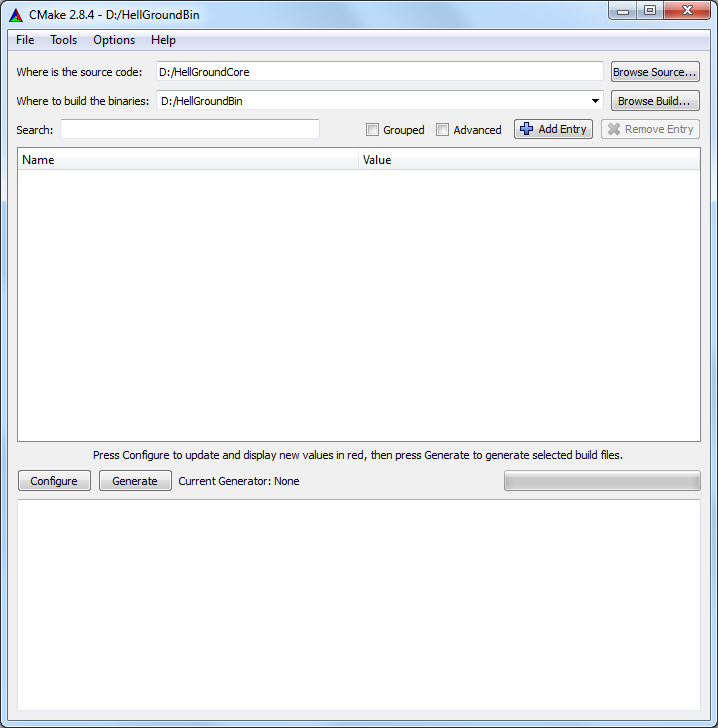 CMake 2.8.4 - D:/HellGroundBin
File Tools Options Help
Where is the source code: D:/HellGroundCore Browse Source...
Where to build the binaries: D:/HellGroundBin Browse Build...
Search: Grouped Advanced Add Entry Remove Entry
Name Value
Press Configure to update and display new values in red, then press Generate to generate selected build files.
Configure Generate Current Generator: None